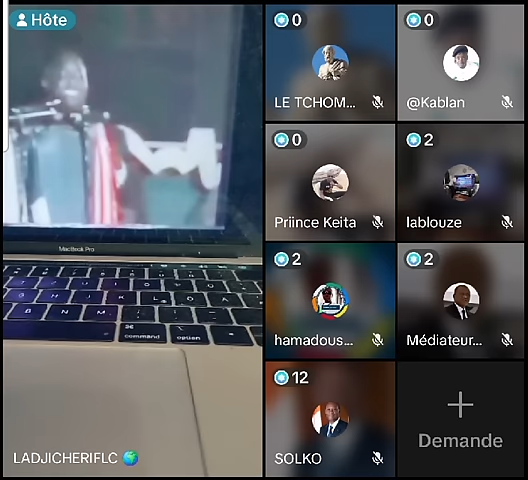 Hôte
0
0
LE TCHOM...
@Kablan
0
2
Priince Keita
lablouze
MacBook Pro
2
2
command
option
hamadous...
Médiateur...
12
LADJICHERIFLC
SOLKO
Demande